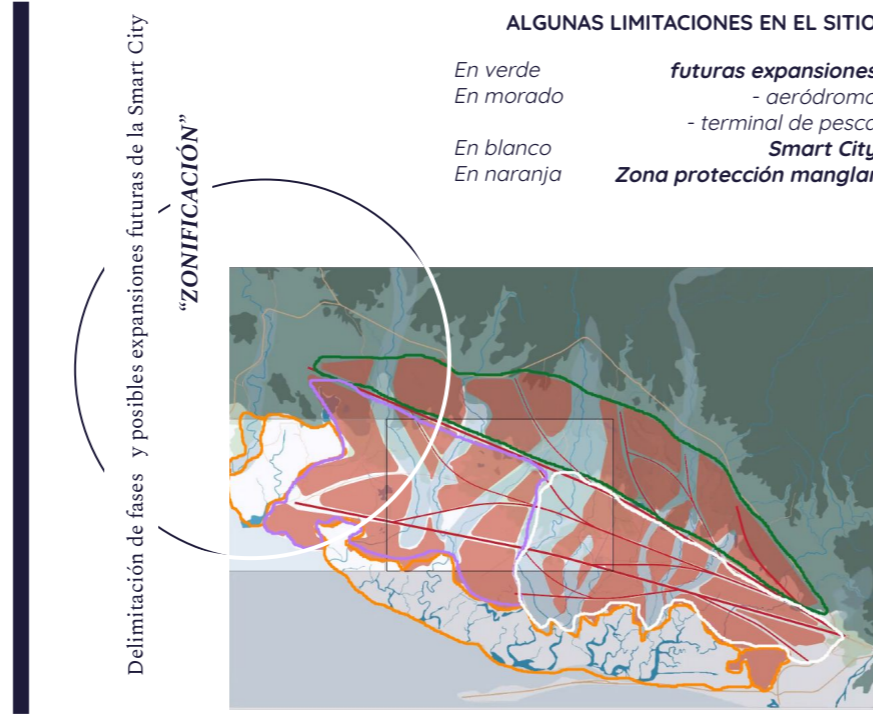 Delimitación de fases y posibles expansiones futuras de la Smart City
“ZONIFICACIÓN”
ALGUNAS LIMITACIONES EN EL SITIO
En verde futuras expansiones
En morado - aeródromo
- terminal de pesca
En blanco Smart City
En naranja Zona protección manglar